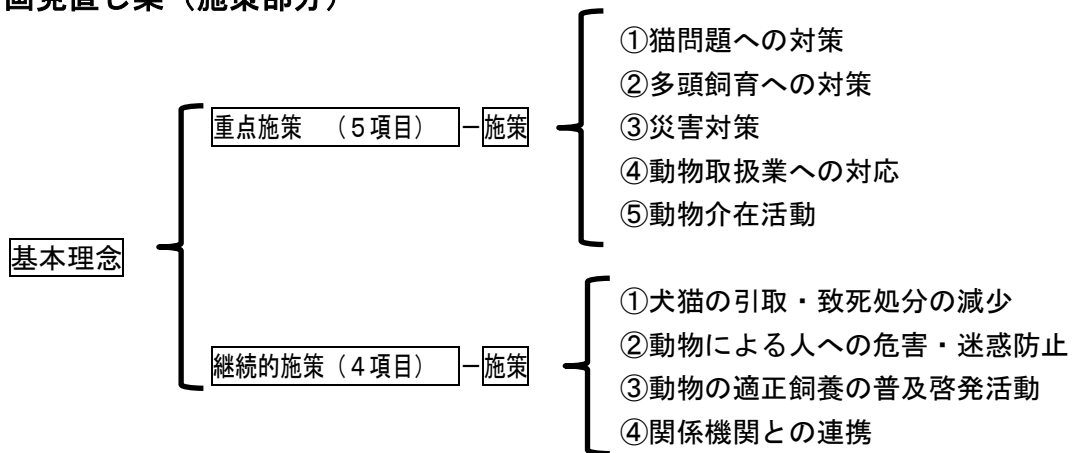 画見直し案（施策部分）
基本理念
重点施策　（５項目）　－施策
①猫問題への対策
②多頭飼育への対策
③災害対策
④動物取扱業への対応
⑤動物介在活動
継続的施策（４項目）　－施策
①犬猫の引取・致死処分の減少
②動物による人への危害・迷惑防止
③動物の適正飼養の普及啓発活動
④関係機関との連携